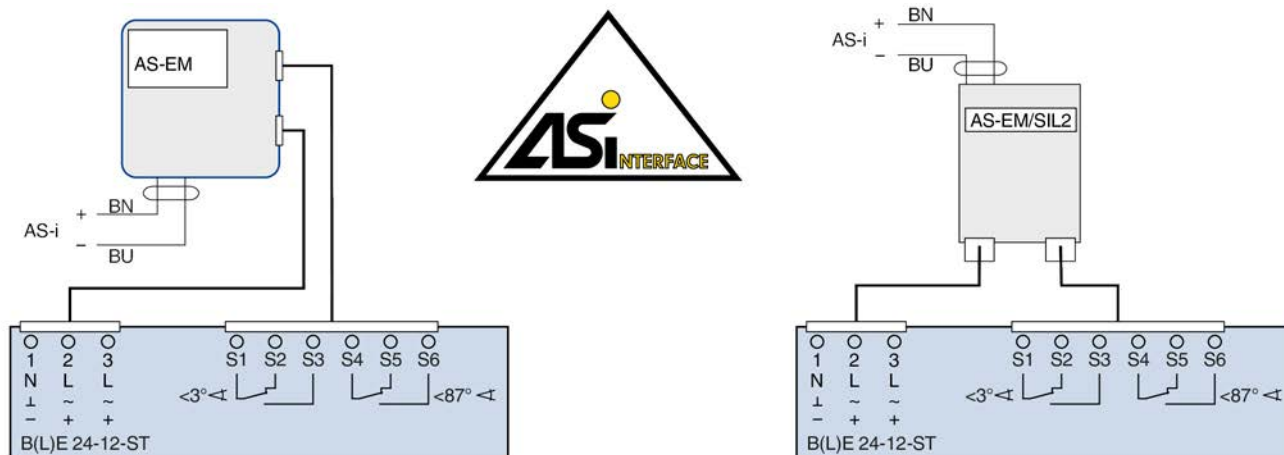 AS-EM
+ BN
AS-i
− BU
1 2 3 S1 S2 S3 S4 S5 S6
N L L
<3° <87°
⊥ ~ ~
− + +
B(L)E 24-12-ST
ASi NTERFACE
+ BN
AS-i
− BU
AS-EM/SIL2
1 2 3 S1 S2 S3 S4 S5 S6
N L L
<3° <87°
⊥ ~ ~
− + +
B(L)E 24-12-ST